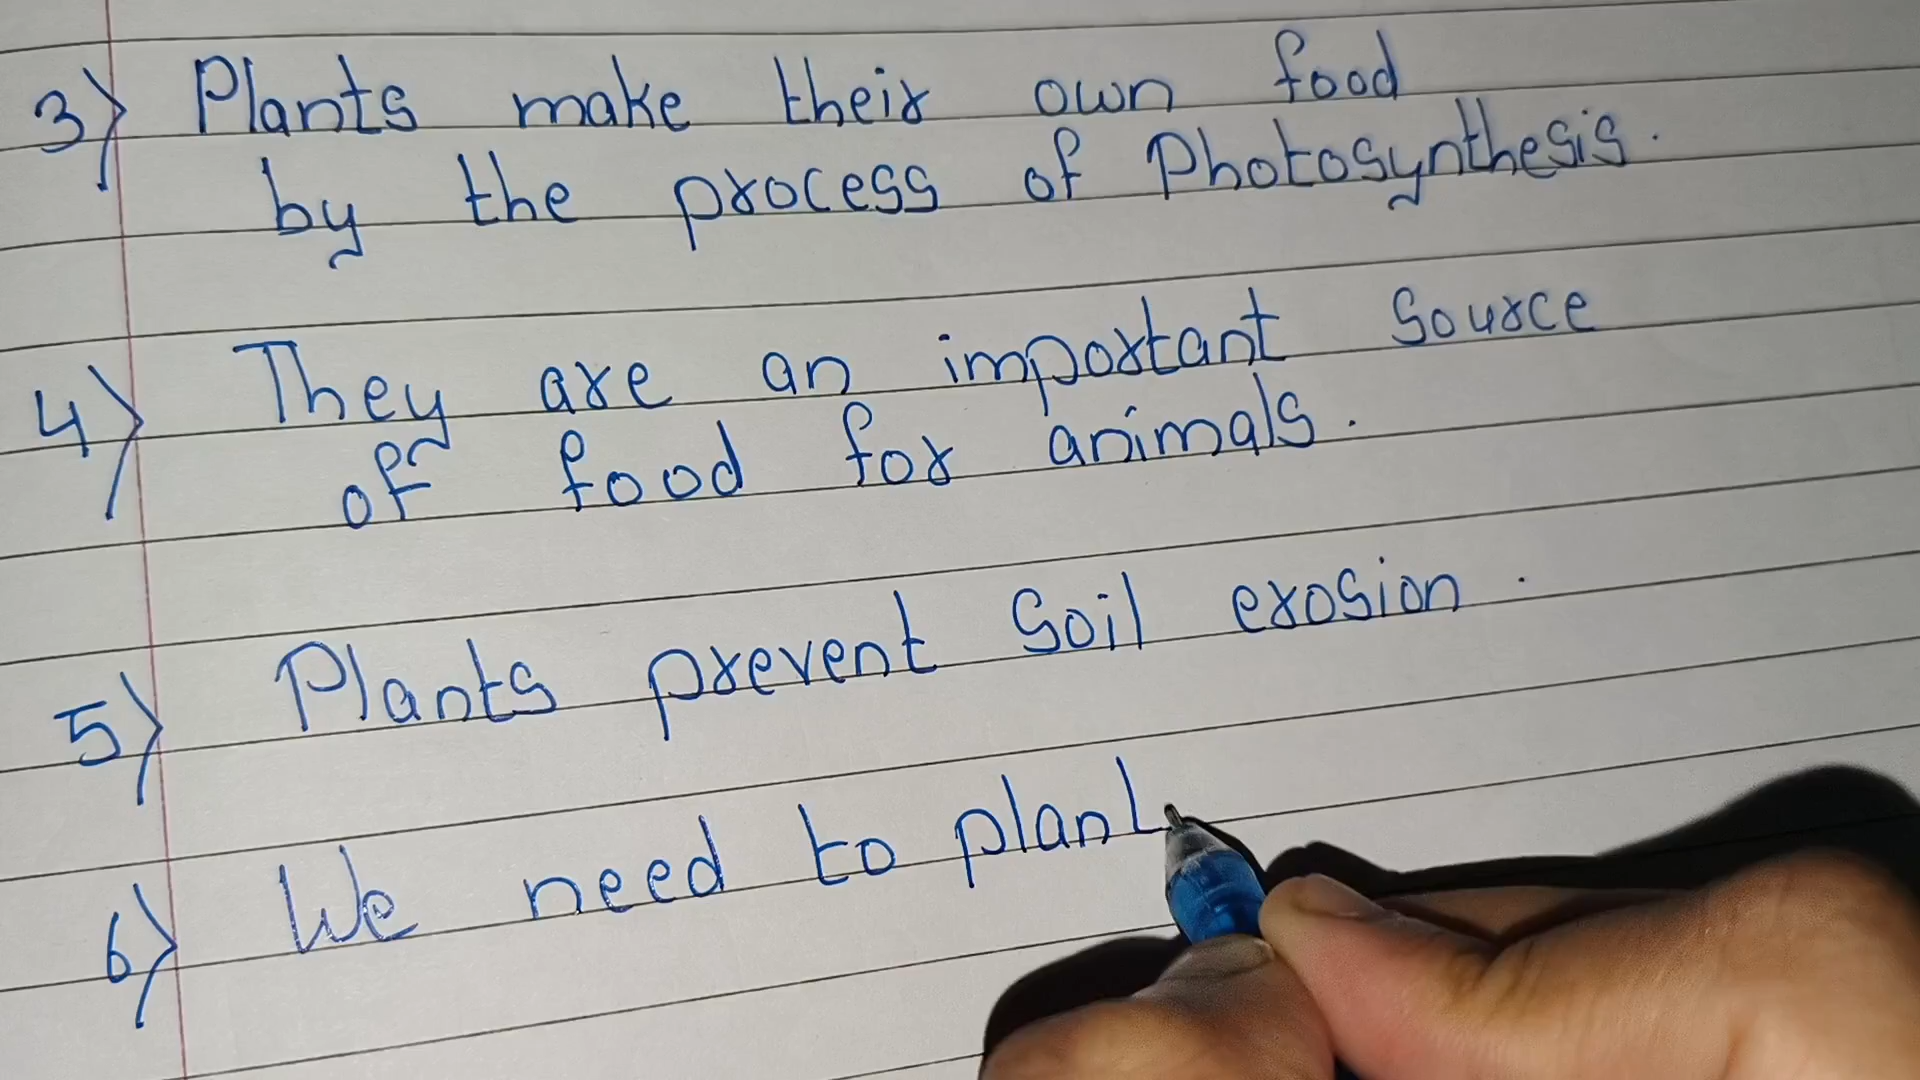 3) Plants make their own food
by the process of Photosynthesis.
4) They are an important source
of food for animals.
5) Plants prevent soil erosion.
6) We need to plant